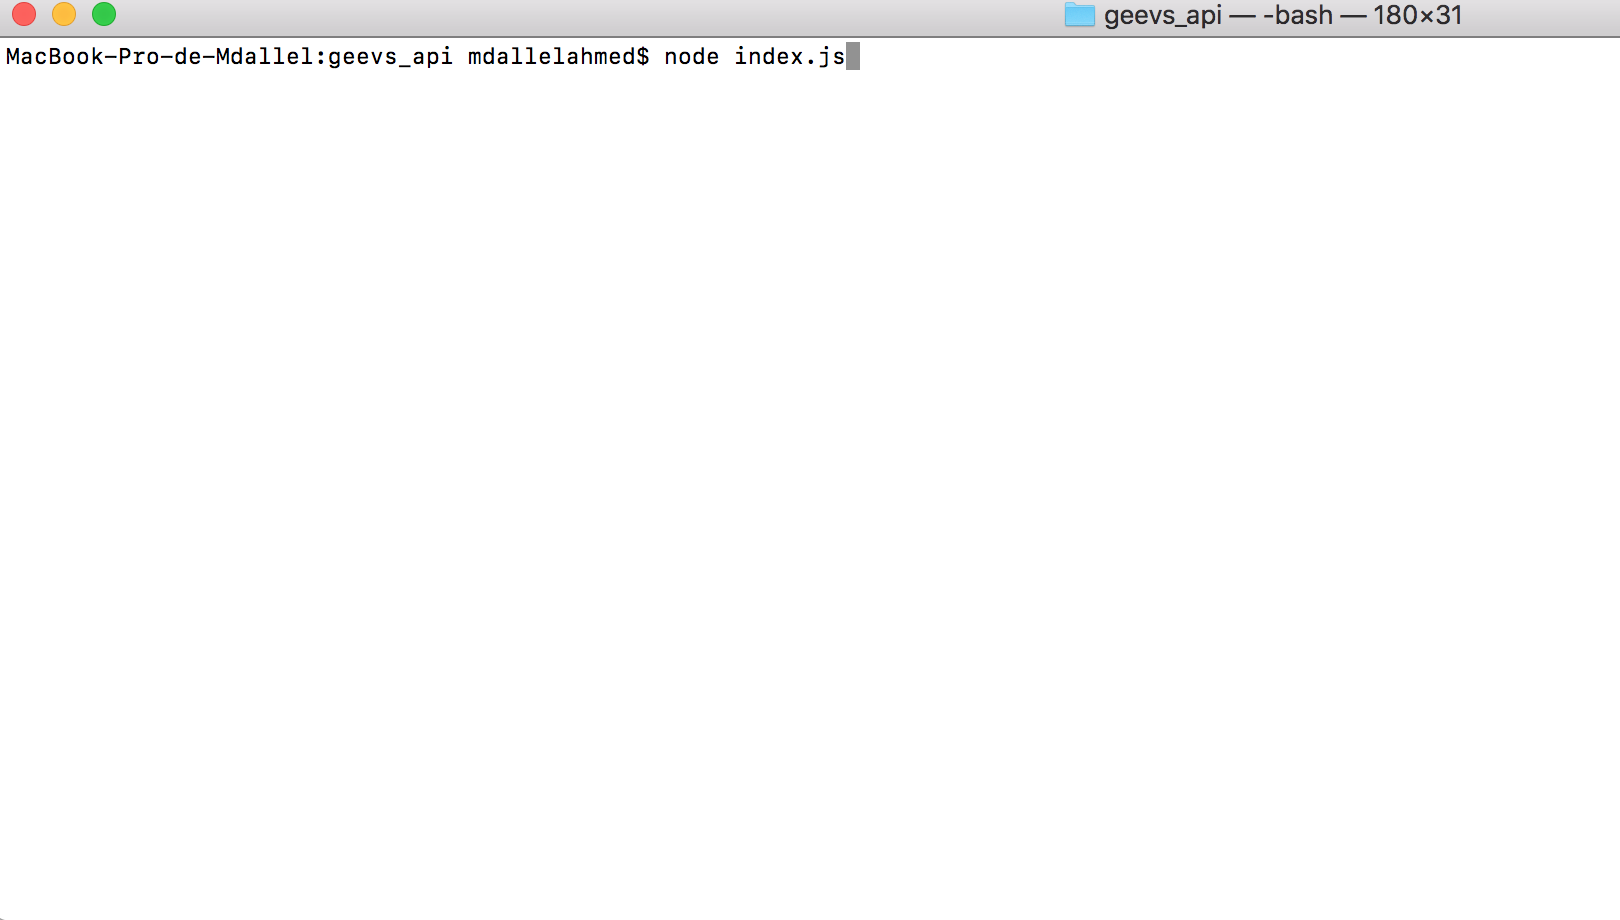 geevs_api — -bash — 180×31
MacBook-Pro-de-Mdallel:geevs_api mdallelahmed$ node index.js